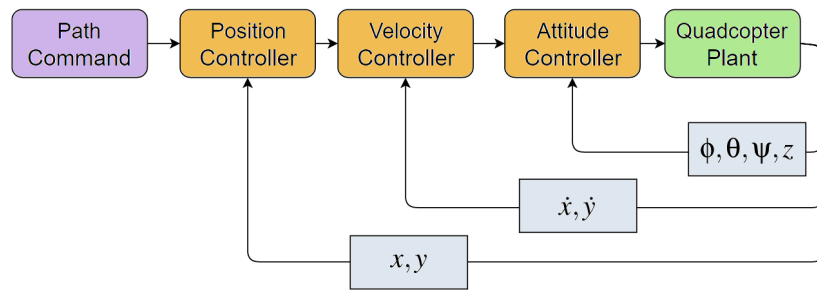 Path
Command
Position
Controller
Velocity
Controller
Attitude
Controller
Quadcopter
Plant
ϕ, θ, ψ, z
ẋ, ẏ
x, y